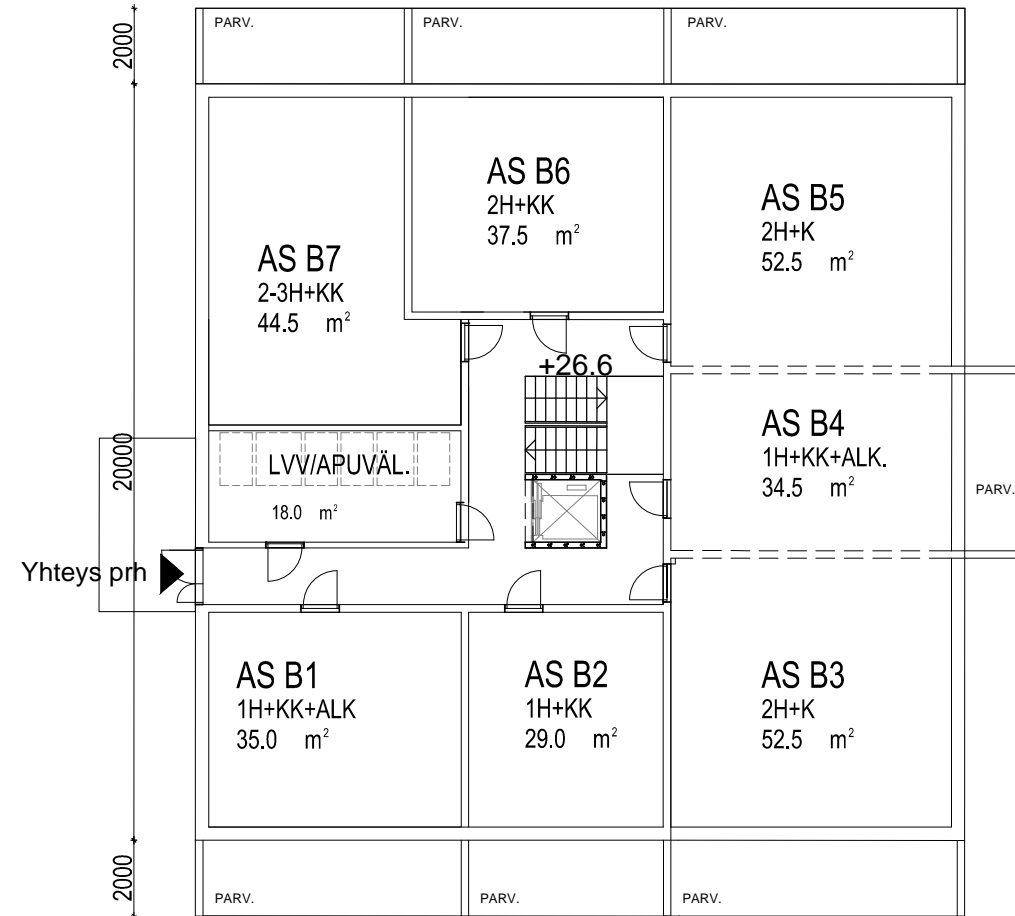 2000
PARV.
PARV.
PARV.
AS B6
2H+KK
37.5 m²
AS B5
2H+K
52.5 m²
AS B7
2-3H+KK
44.5 m²
+26.6
20000
LVV/APUVÄL.
18.0 m²
AS B4
1H+KK+ALK.
34.5 m²
PARV.
Yhteys prh
AS B1
1H+KK+ALK
35.0 m²
AS B2
1H+KK
29.0 m²
AS B3
2H+K
52.5 m²
2000
PARV.
PARV.
PARV.